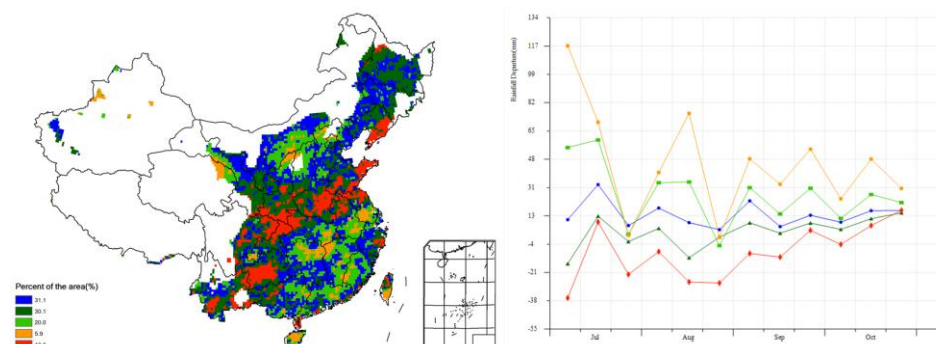 Percent of the area(%)
31.1
30.1
20.0
5.9
Rainfall Departure(mm)
134
117
99
82
65
48
31
13
-4
-21
-38
-55
Jul
Aug
Sep
Oct